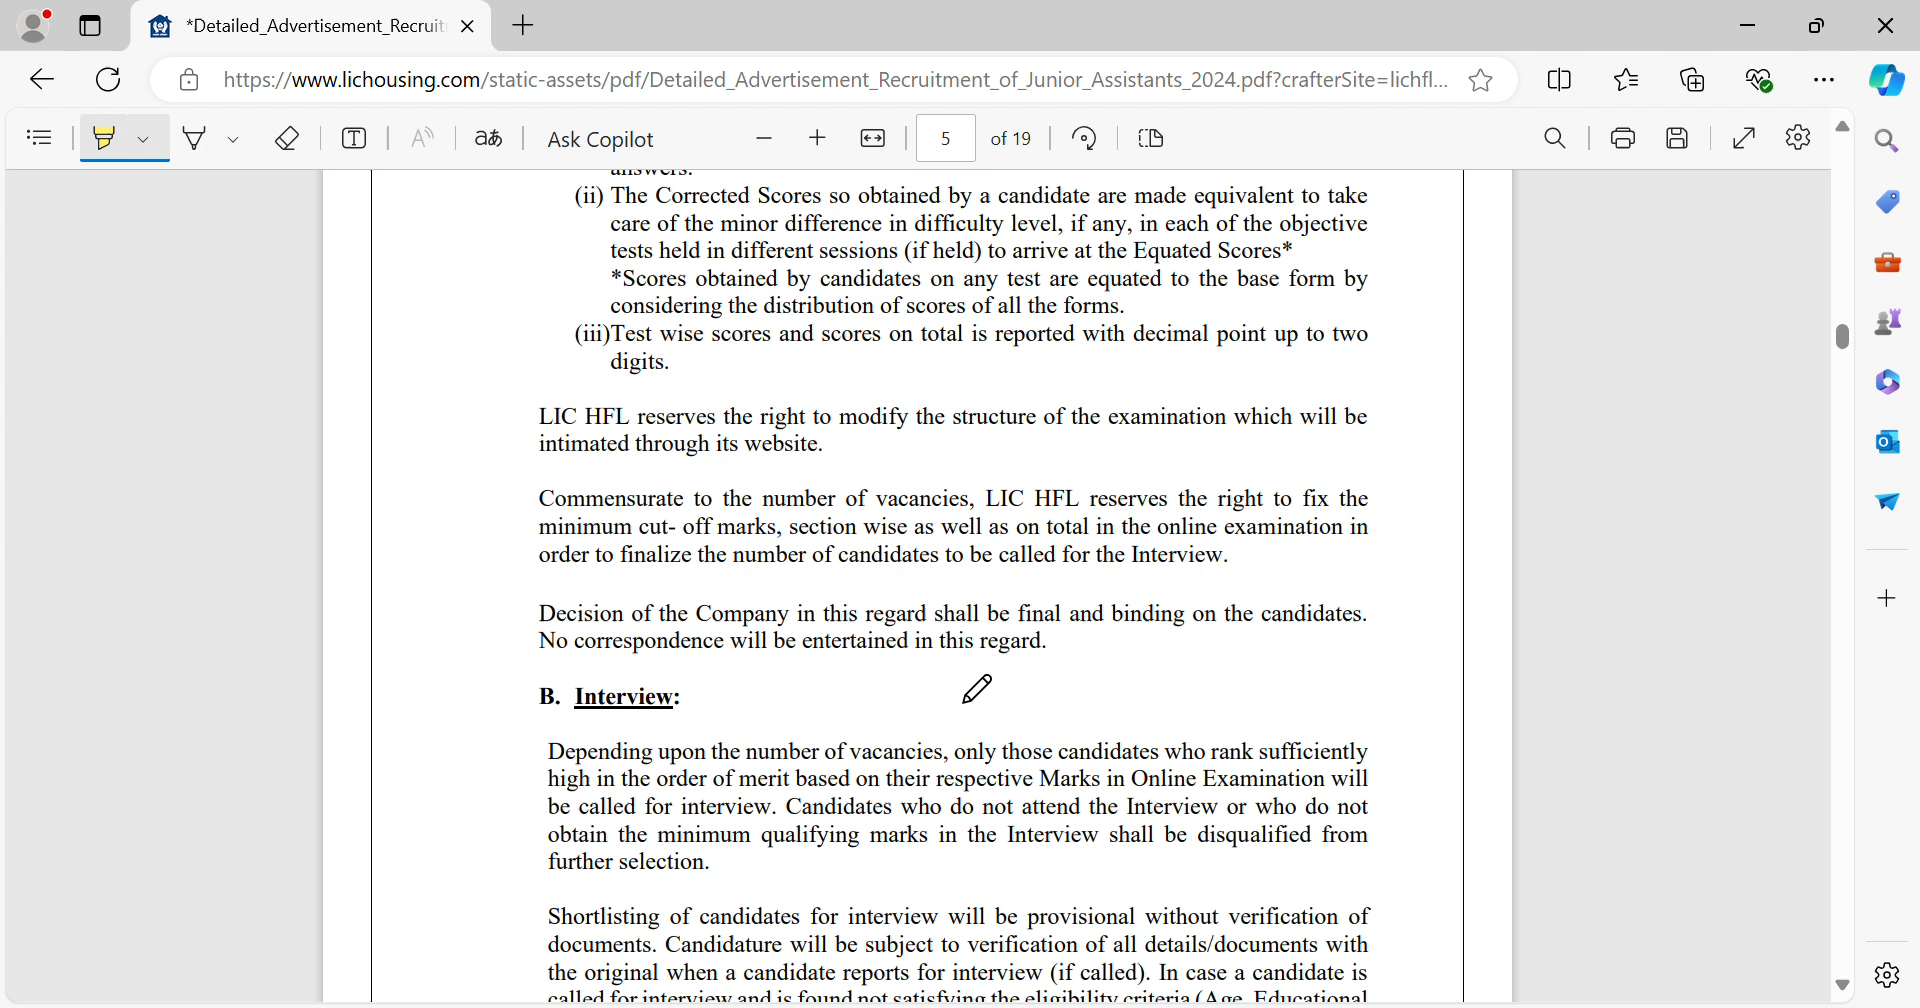 *Detailed_Advertisement_Recruit
https://www.lichousing.com/static-assets/pdf/Detailed_Advertisement_Recruitment_of_Junior_Assistants_2024.pdf?crafterSite=lichfl...
aあ Ask Copilot 5 of 19
answers.
(ii) The Corrected Scores so obtained by a candidate are made equivalent to take
care of the minor difference in difficulty level, if any, in each of the objective
tests held in different sessions (if held) to arrive at the Equated Scores*
*Scores obtained by candidates on any test are equated to the base form by
considering the distribution of scores of all the forms.
(iii)Test wise scores and scores on total is reported with decimal point up to two
digits.
LIC HFL reserves the right to modify the structure of the examination which will be
intimated through its website.
Commensurate to the number of vacancies, LIC HFL reserves the right to fix the
minimum cut- off marks, section wise as well as on total in the online examination in
order to finalize the number of candidates to be called for the Interview.
Decision of the Company in this regard shall be final and binding on the candidates.
No correspondence will be entertained in this regard.
B. Interview:
Depending upon the number of vacancies, only those candidates who rank sufficiently
high in the order of merit based on their respective Marks in Online Examination will
be called for interview. Candidates who do not attend the Interview or who do not
obtain the minimum qualifying marks in the Interview shall be disqualified from
further selection.
Shortlisting of candidates for interview will be provisional without verification of
documents. Candidature will be subject to verification of all details/documents with
the original when a candidate reports for interview (if called). In case a candidate is
called for interview and is found not satisfying the eligibility criteria (Age, Educational